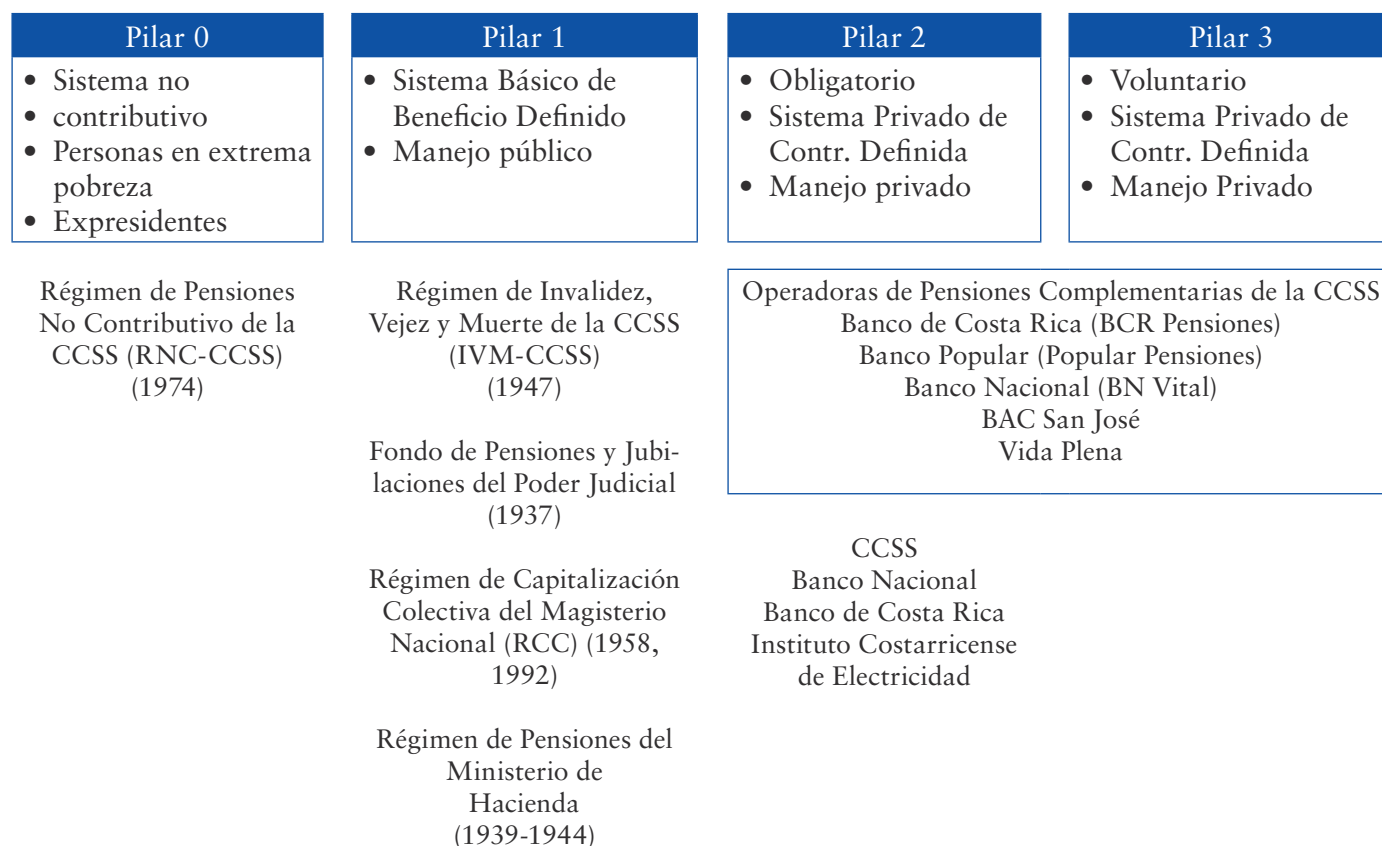 Pilar 0
• Sistema no
• contributivo
• Personas en extrema
pobreza
• Expresidentes
Régimen de Pensiones
No Contributivo de la
CCSS (RNC-CCSS)
(1974)
Pilar 1
• Sistema Básico de
Beneficio Definido
• Manejo público
Régimen de Invalidez,
Vejez y Muerte de la CCSS
(IVM-CCSS)
(1947)
Fondo de Pensiones y Jubi-
laciones del Poder Judicial
(1937)
Régimen de Capitalización
Colectiva del Magisterio
Nacional (RCC) (1958,
1992)
Régimen de Pensiones del
Ministerio de
Hacienda
(1939-1944)
Pilar 2
• Obligatorio
• Sistema Privado de
Contr. Definida
• Manejo privado
Pilar 3
• Voluntario
• Sistema Privado de
Contr. Definida
• Manejo Privado
Operadoras de Pensiones Complementarias de la CCSS
Banco de Costa Rica (BCR Pensiones)
Banco Popular (Popular Pensiones)
Banco Nacional (BN Vital)
BAC San José
Vida Plena
CCSS
Banco Nacional
Banco de Costa Rica
Instituto Costarricense
de Electricidad